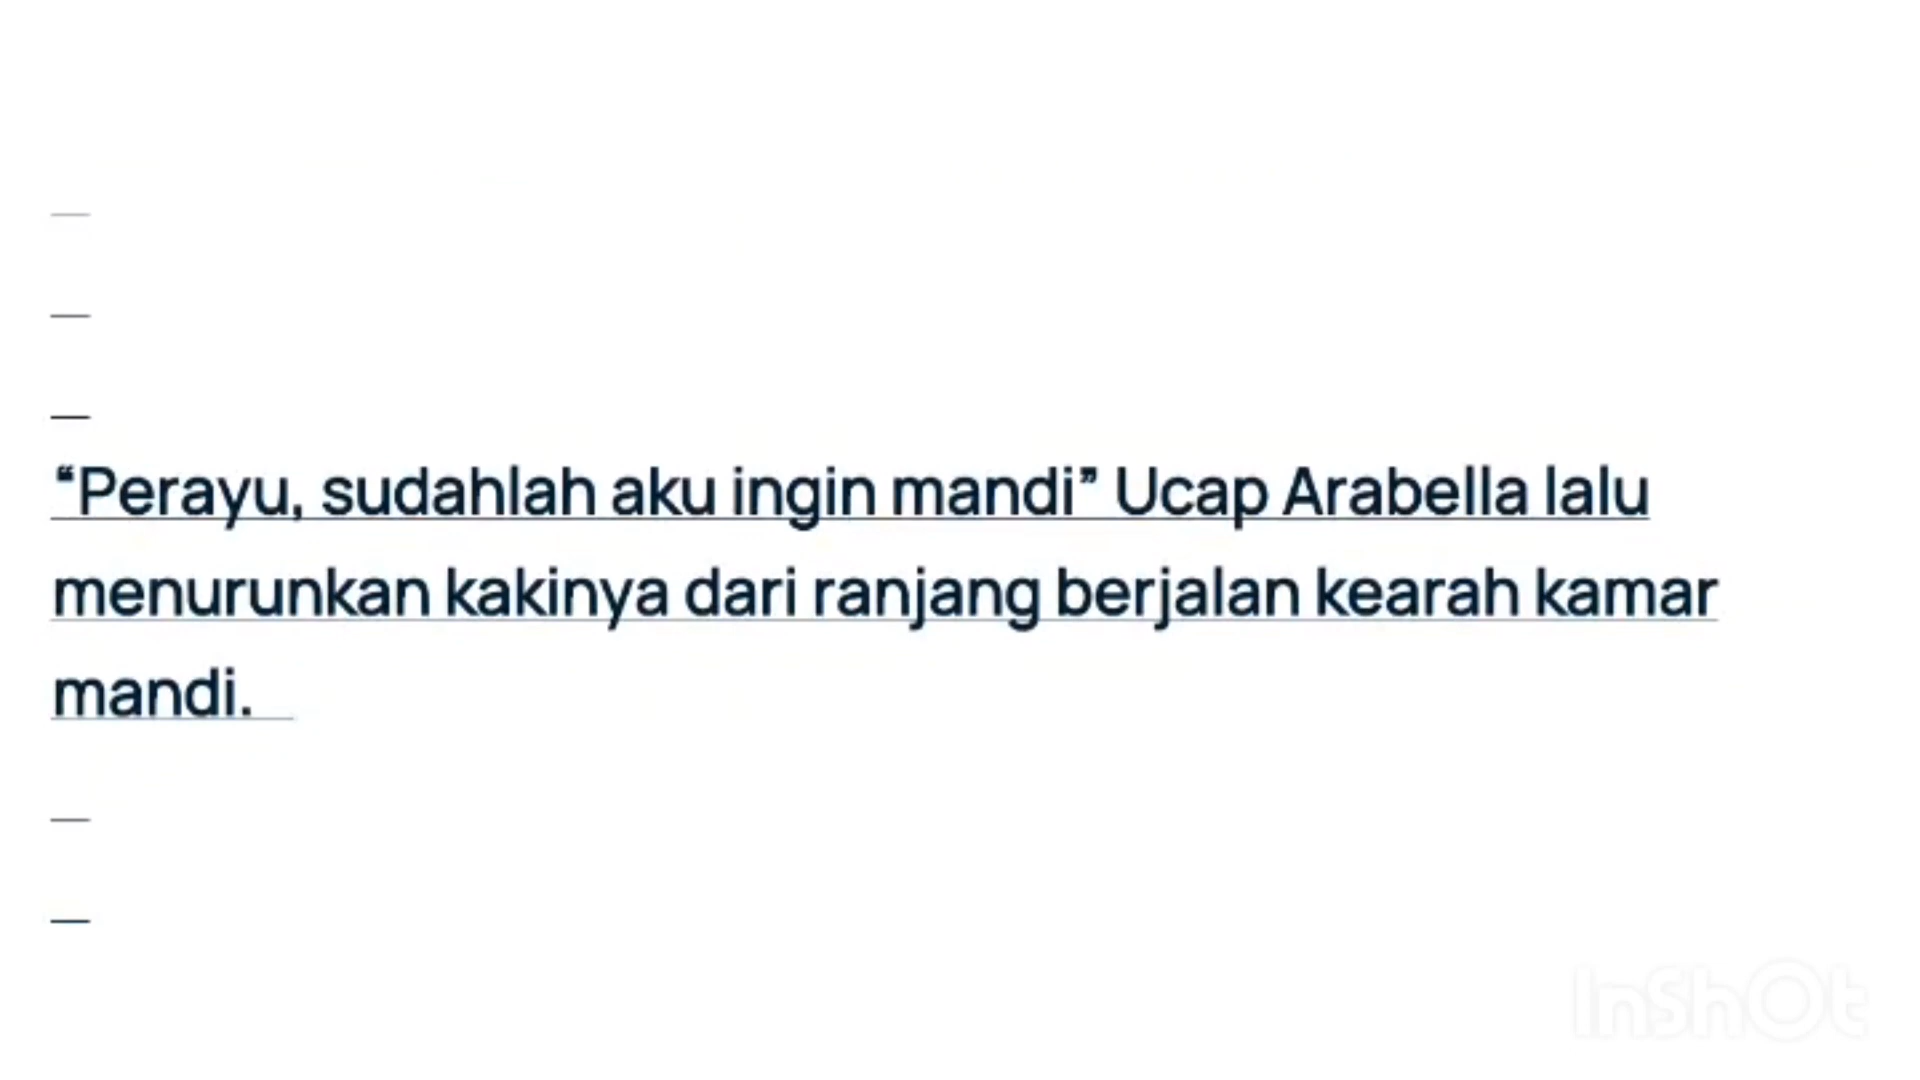 “Perayu, sudahlah aku ingin mandi” Ucap Arabella lalu
menurunkan kakinya dari ranjang berjalan kearah kamar
mandi.
InShOt